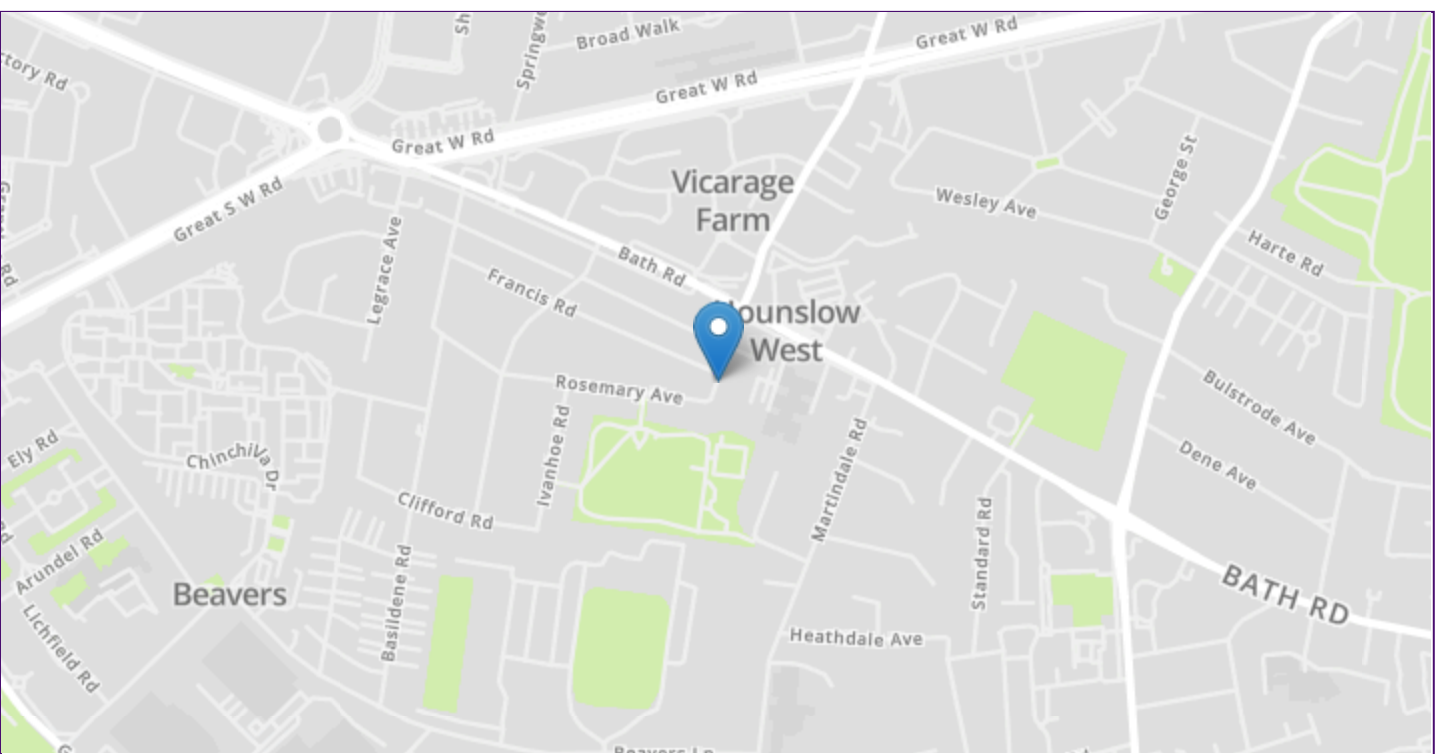 Broad Walk
Great W Rd
Great W Rd
Great W Rd
Great S W Rd
Vicarage
Farm
George St
Wesley Ave
Legrace Ave
Bath Rd
Harte Rd
Francis Rd
West
Rosemary Ave
Bulstrode Ave
Ivanhoe Rd
Martindale Rd
Ely Rd
Dene Ave
Clifford Rd
Standard Rd
Arundel Rd
Basildene Rd
Beavers
BATH RD
Lichfield Rd
Heathdale Ave